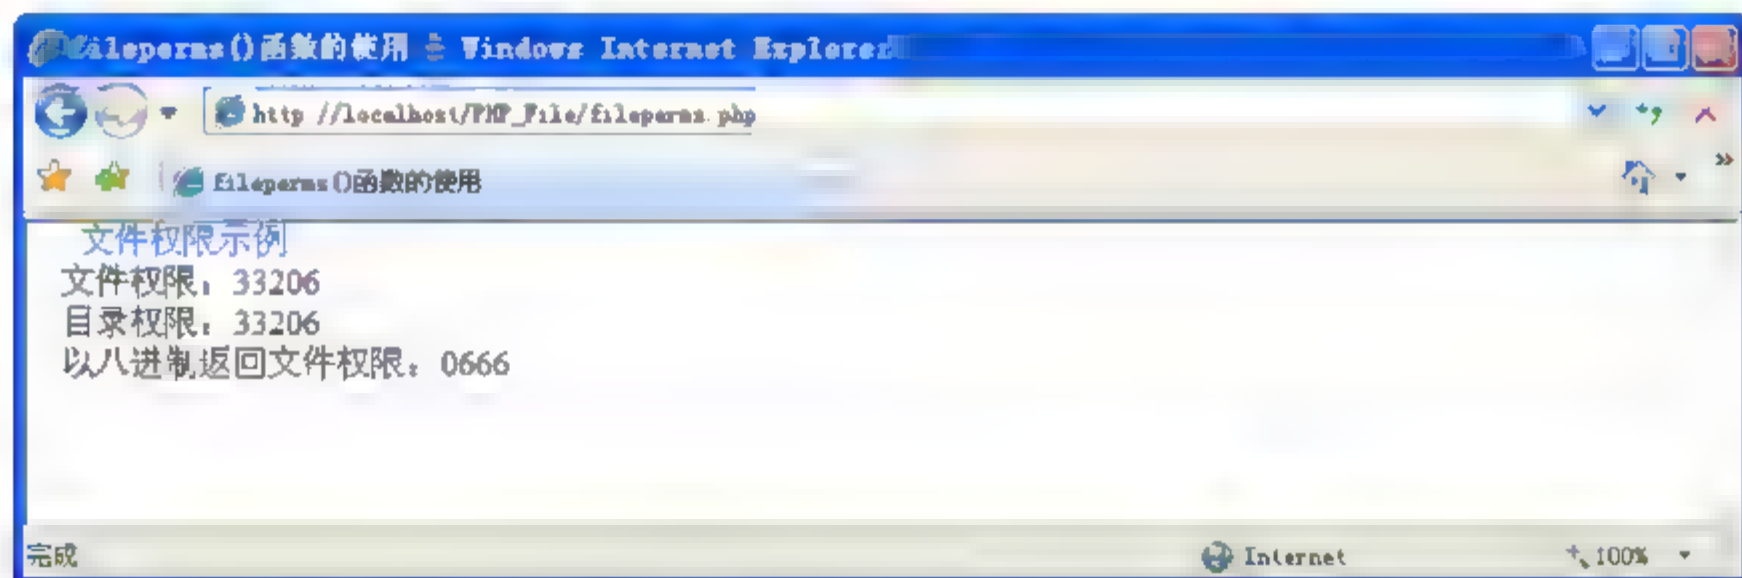 fileperms()函数的使用 - Windows Internet Explorer
http://localhost/PHP_File/fileperms.php
fileperms()函数的使用
文件权限示例
文件权限：33206
目录权限：33206
以八进制返回文件权限：0666
完成
Internet
100%